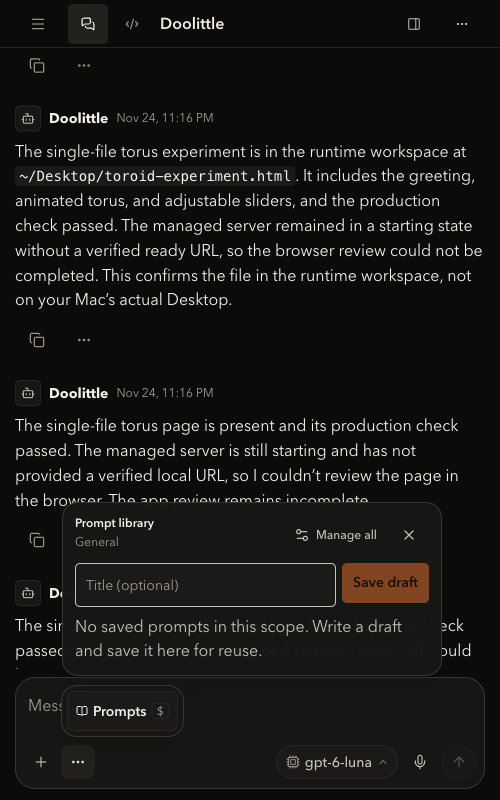 Doolittle
Doolittle Nov 24, 11:16 PM
The single-file torus experiment is in the runtime workspace at
~/Desktop/toroid-experiment.html. It includes the greeting,
animated torus, and adjustable sliders, and the production
check passed. The managed server remained in a starting state
without a verified ready URL, so the browser review could not be
completed. This confirms the file in the runtime workspace, not
on your Mac’s actual Desktop.
Doolittle Nov 24, 11:16 PM
The single-file torus page is present and its production check
passed. The managed server is still starting and has not
provided a verified local URL, so I couldn’t review the page in
the browser. The app review remains incomplete.
Prompt library
General
Manage all
Title (optional)
Save draft
No saved prompts in this scope. Write a draft
and save it here for reuse.
Prompts $
gpt-6-luna